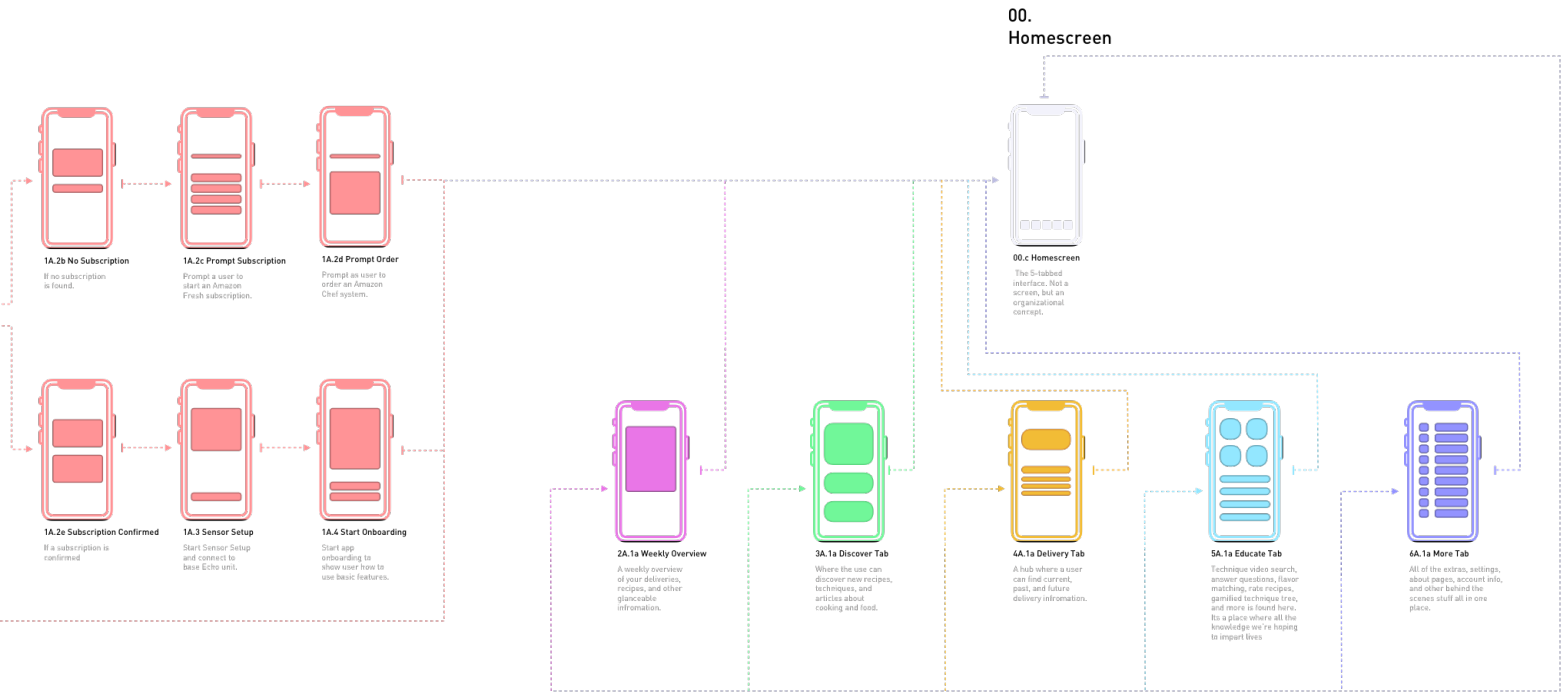 00.
Homescreen
1A.2b No Subscription
If no subscription
is found.
1A.2c Prompt Subscription
Prompt a user to
start an Amazon
Fresh subscription.
1A.2d Prompt Order
Prompt as user to
order an Amazon
Chef system.
00.c Homescreen
The 5-tabbed
interface. Not a
screen, but an
organizational
concept.
1A.2e Subscription Confirmed
If a subscription is
confirmed
1A.3 Sensor Setup
Start Sensor Setup
and connect to
base Echo unit.
1A.4 Start Onboarding
Start app
onboarding to
show user how to
use basic features.
2A.1a Weekly Overview
A weekly overview
of your deliveries,
recipes, and other
glanceable
infromation.
3A.1a Discover Tab
Where the use can
discover new recipes,
techniques, and
articles about
cooking and food.
4A.1a Delivery Tab
A hub where a user
can find current,
past, and future
delivery infromation.
5A.1a Educate Tab
Technique video search,
answer questions, flavor
matching, rate recipes,
gamified technique tree,
and more is found here.
Its a place where all the
knowledge we're hoping
to impart lives
6A.1a More Tab
All of the extras, settings,
about pages, account info,
and other behind the
scenes stuff all in one
place.